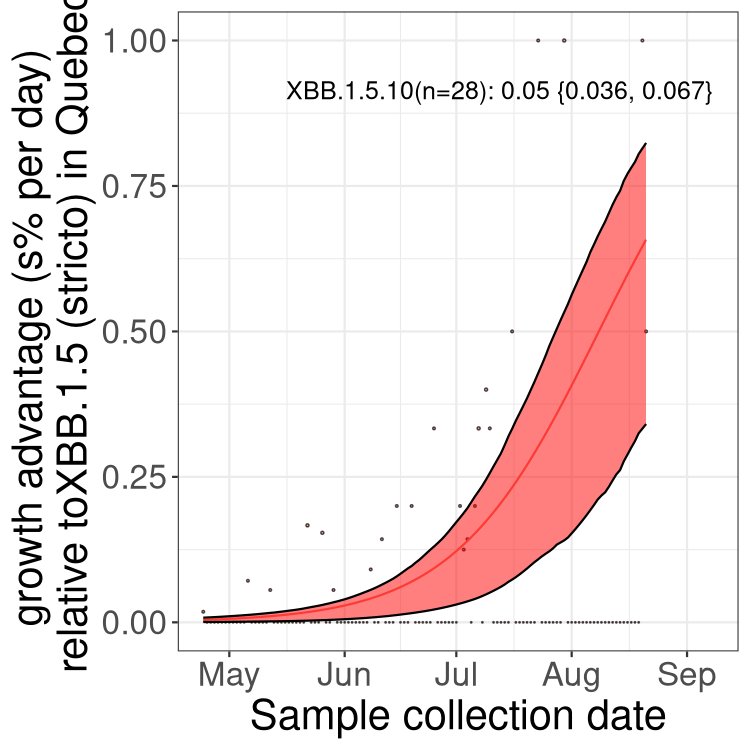 growth advantage (s% per day)
relative toXBB.1.5 (stricto) in Quebec
1.00
0.75
0.50
0.25
0.00
XBB.1.5.10(n=28): 0.05 {0.036, 0.067}
May Jun Jul Aug Sep
Sample collection date